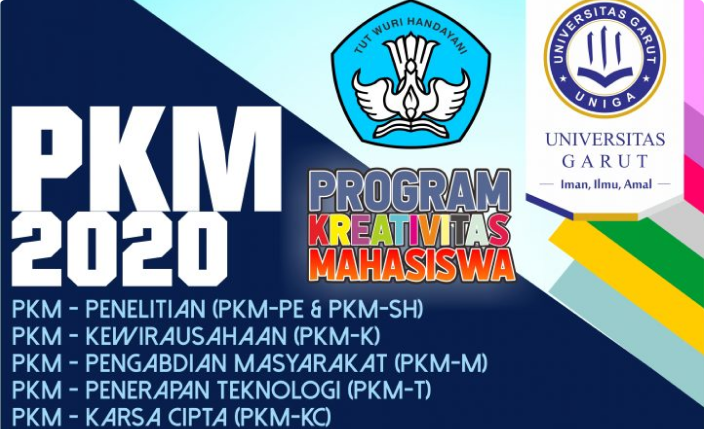 TUT WURI HANDAYANI
UNIVERSITAS GARUT
UNIGA
UNIVERSITAS
GARUT
Iman, Ilmu, Amal
PKM
2020
PROGRAM
KREATIVITAS
MAHASISWA
PKM - PENELITIAN (PKM-PE & PKM-SH)
PKM - KEWIRAUSAHAAN (PKM-K)
PKM - PENGABDIAN MASYARAKAT (PKM-M)
PKM - PENERAPAN TEKNOLOGI (PKM-T)
PKM - KARSA CIPTA (PKM-KC)